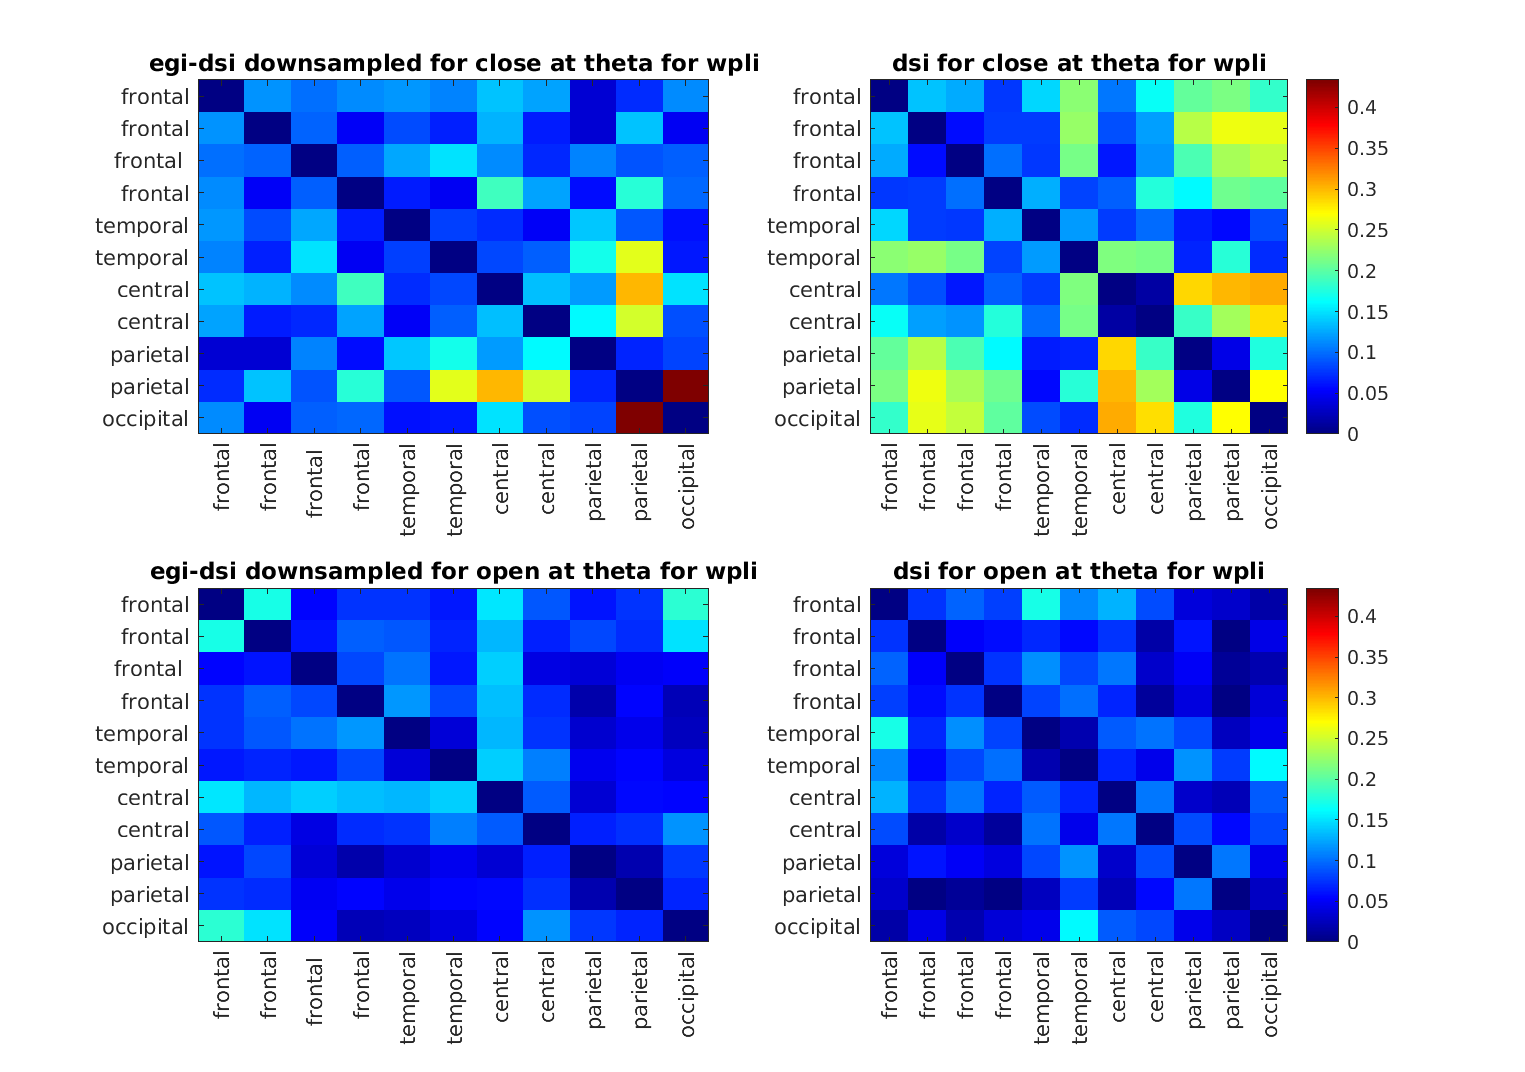 egi-dsi downsampled for close at theta for wpli
frontal
frontal
frontal
frontal
temporal
temporal
central
central
parietal
parietal
occipital
frontal
frontal
frontal
frontal
temporal
temporal
central
central
parietal
parietal
occipital
dsi for close at theta for wpli
frontal
frontal
frontal
frontal
temporal
temporal
central
central
parietal
parietal
occipital
frontal
frontal
frontal
frontal
temporal
temporal
central
central
parietal
parietal
occipital
0.4
0.35
0.3
0.25
0.2
0.15
0.1
0.05
0
egi-dsi downsampled for open at theta for wpli
frontal
frontal
frontal
frontal
temporal
temporal
central
central
parietal
parietal
occipital
frontal
frontal
frontal
frontal
temporal
temporal
central
central
parietal
parietal
occipital
dsi for open at theta for wpli
frontal
frontal
frontal
frontal
temporal
temporal
central
central
parietal
parietal
occipital
frontal
frontal
frontal
frontal
temporal
temporal
central
central
parietal
parietal
occipital
0.4
0.35
0.3
0.25
0.2
0.15
0.1
0.05
0